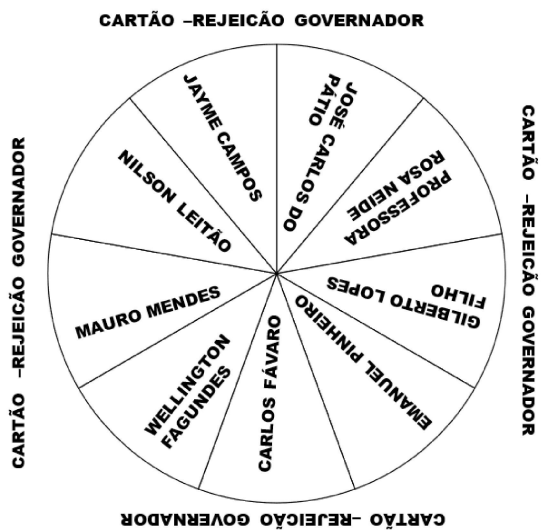 CARTÃO –REJEICÃO GOVERNADOR
JOSÉ CARLOS DO
PÁTIO
PROFESSORA
ROSA NEIDE
GILBERTO LOPES
FILHO
EMANUEL PINHEIRO
CARLOS FÁVARO
WELLINGTON
FAGUNDES
MAURO MENDES
NILSON LEITÃO
JAYME CAMPOS
CARTÃO –REJEICÃO GOVERNADOR
CARTÃO –REJEICÃO GOVERNADOR
CARTÃO –REJEICÃO GOVERNADOR